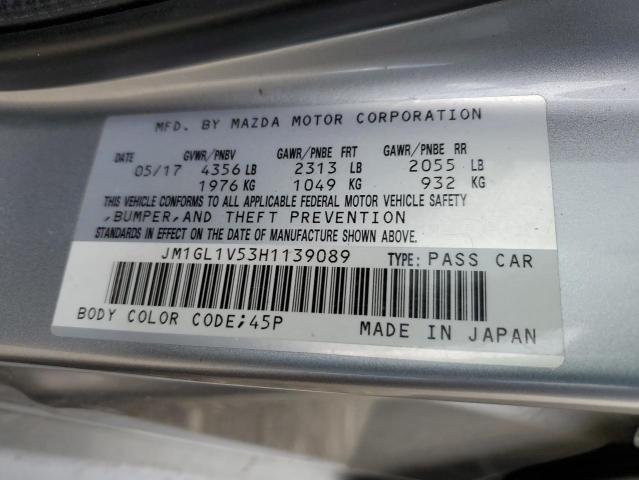 MFD. BY MAZDA MOTOR CORPORATION
DATE GVWR/PNBV GAWR/PNBE FRT GAWR/PNBE RR
05/17 4356 LB 2313 LB 2055 LB
1976 KG 1049 KG 932 KG
THIS VEHICLE CONFORMS TO ALL APPLICABLE FEDERAL MOTOR VEHICLE SAFETY
,BUMPER,AND THEFT PREVENTION
STANDARDS IN EFFECT ON THE DATE OF MANUFACTURE SHOWN ABOVE.
JM1GL1V53H1139089 TYPE: PASS CAR
BODY COLOR CODE;45P MADE IN JAPAN